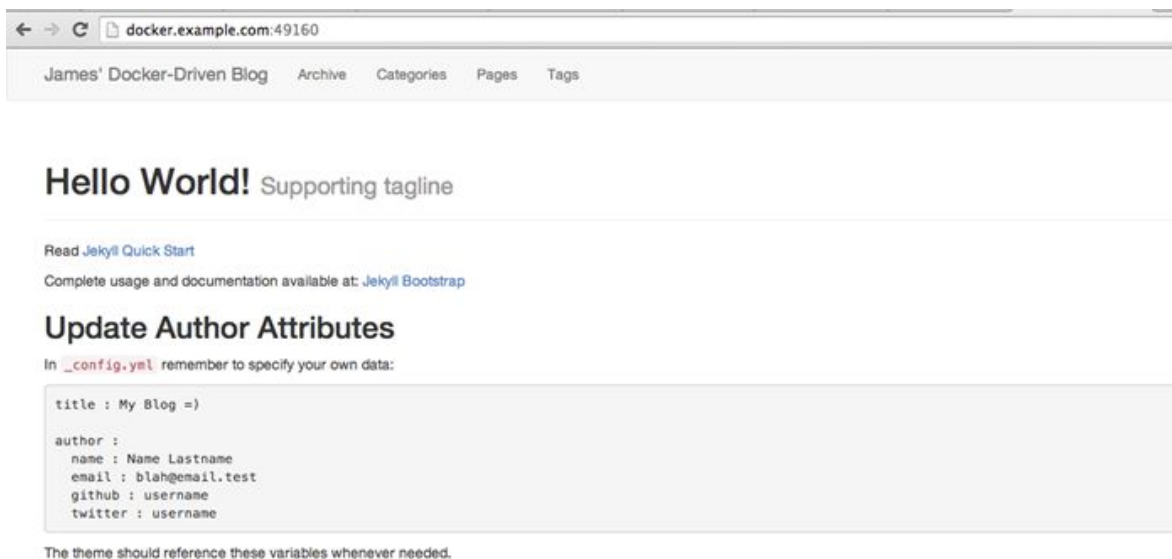 docker.example.com:49160
James' Docker-Driven Blog Archive Categories Pages Tags
Hello World! Supporting tagline
Read Jekyll Quick Start
Complete usage and documentation available at: Jekyll Bootstrap
Update Author Attributes
In _config.yml remember to specify your own data:
title : My Blog =)
author :
name : Name Lastname
email : blah@email.test
github : username
twitter : username
The theme should reference these variables whenever needed.